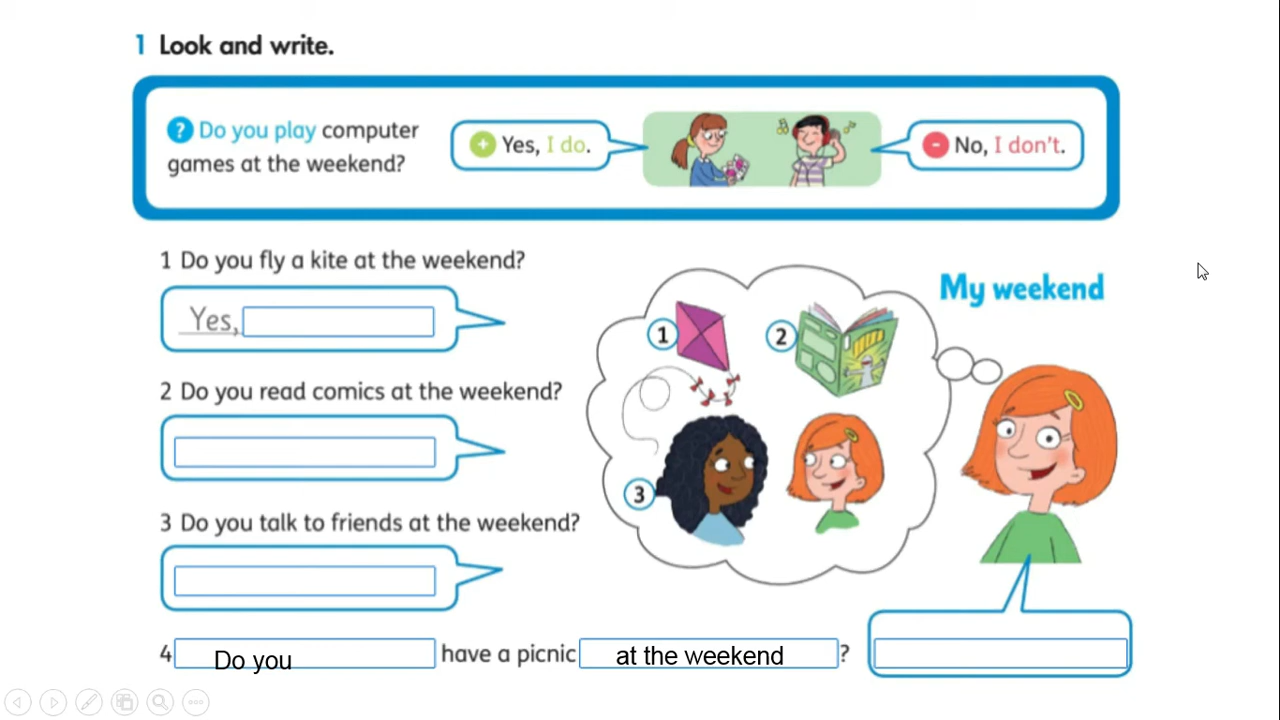 1 Look and write.
? Do you play computer
games at the weekend?
+ Yes, I do.
- No, I don't.
1 Do you fly a kite at the weekend?
Yes,
2 Do you read comics at the weekend?
3 Do you talk to friends at the weekend?
4 Do you have a picnic at the weekend ?
My weekend
1
2
3